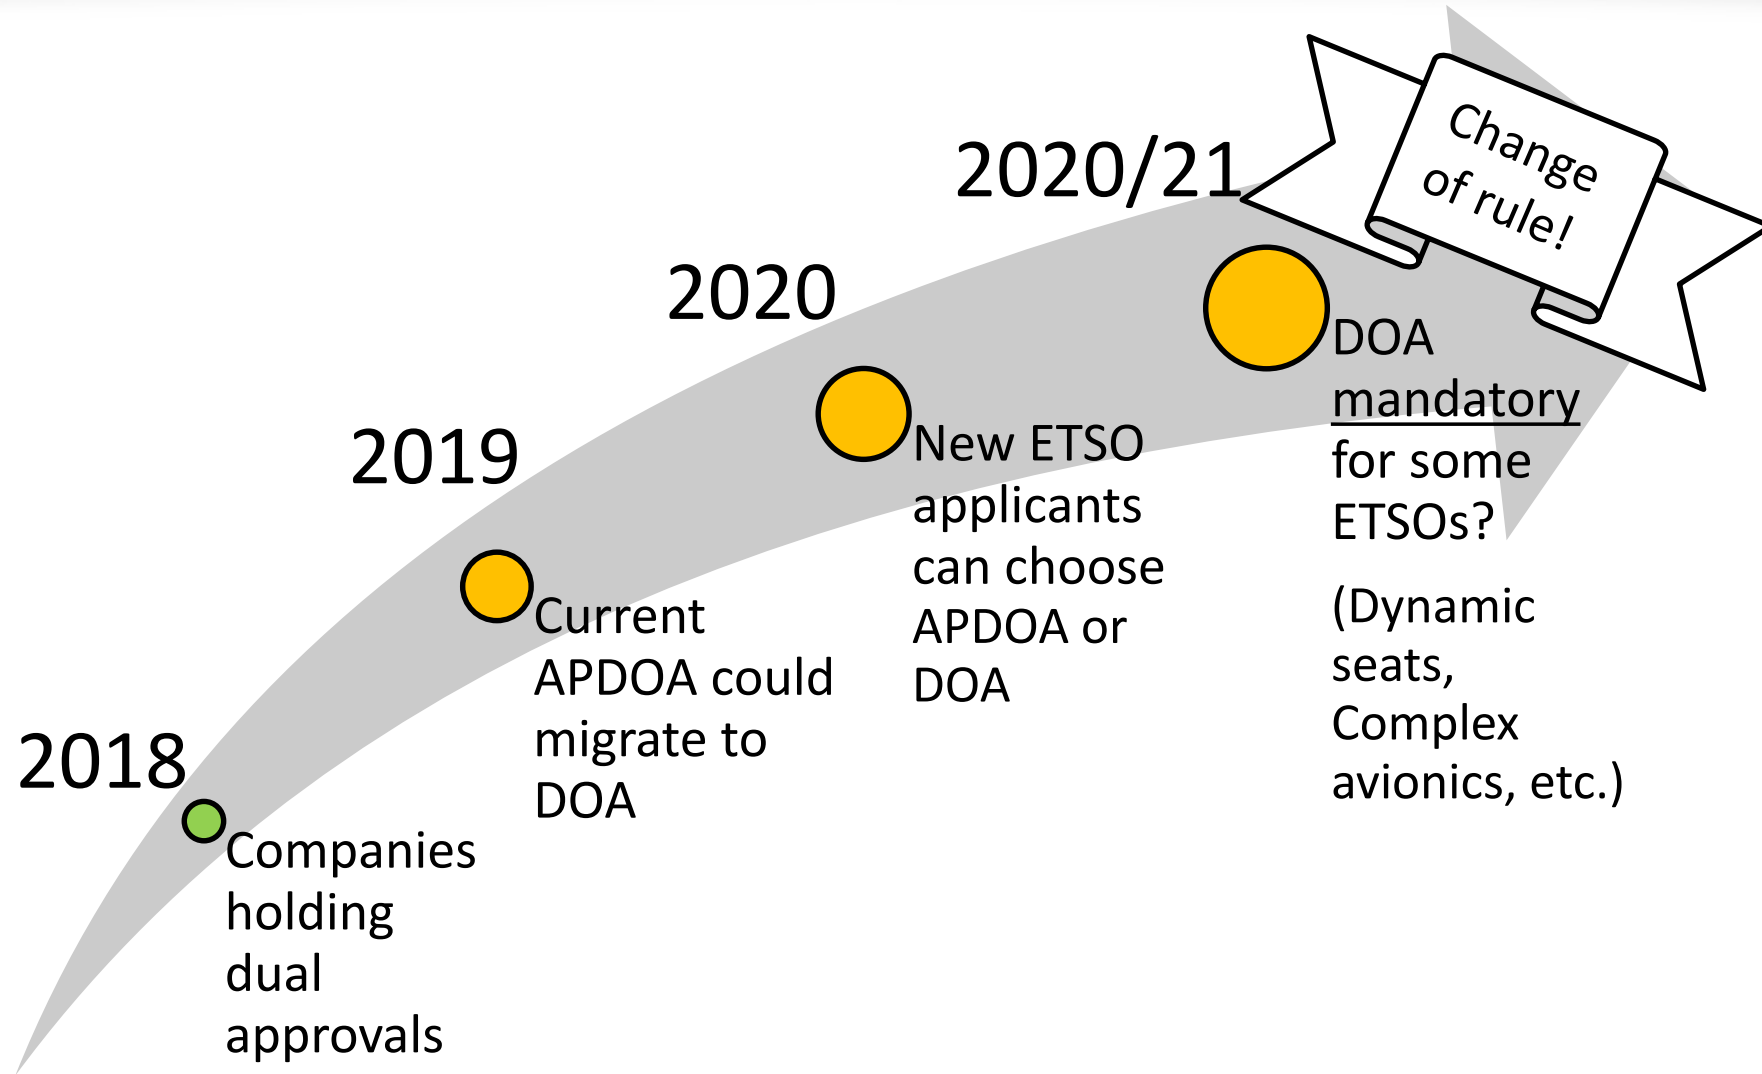 2018
Companies
holding
dual
approvals
2019
Current
APDOA could
migrate to
DOA
2020
New ETSO
applicants
can choose
APDOA or
DOA
2020/21
DOA
mandatory
for some
ETSOs?
(Dynamic
seats,
Complex
avionics, etc.)
Change
of rule!